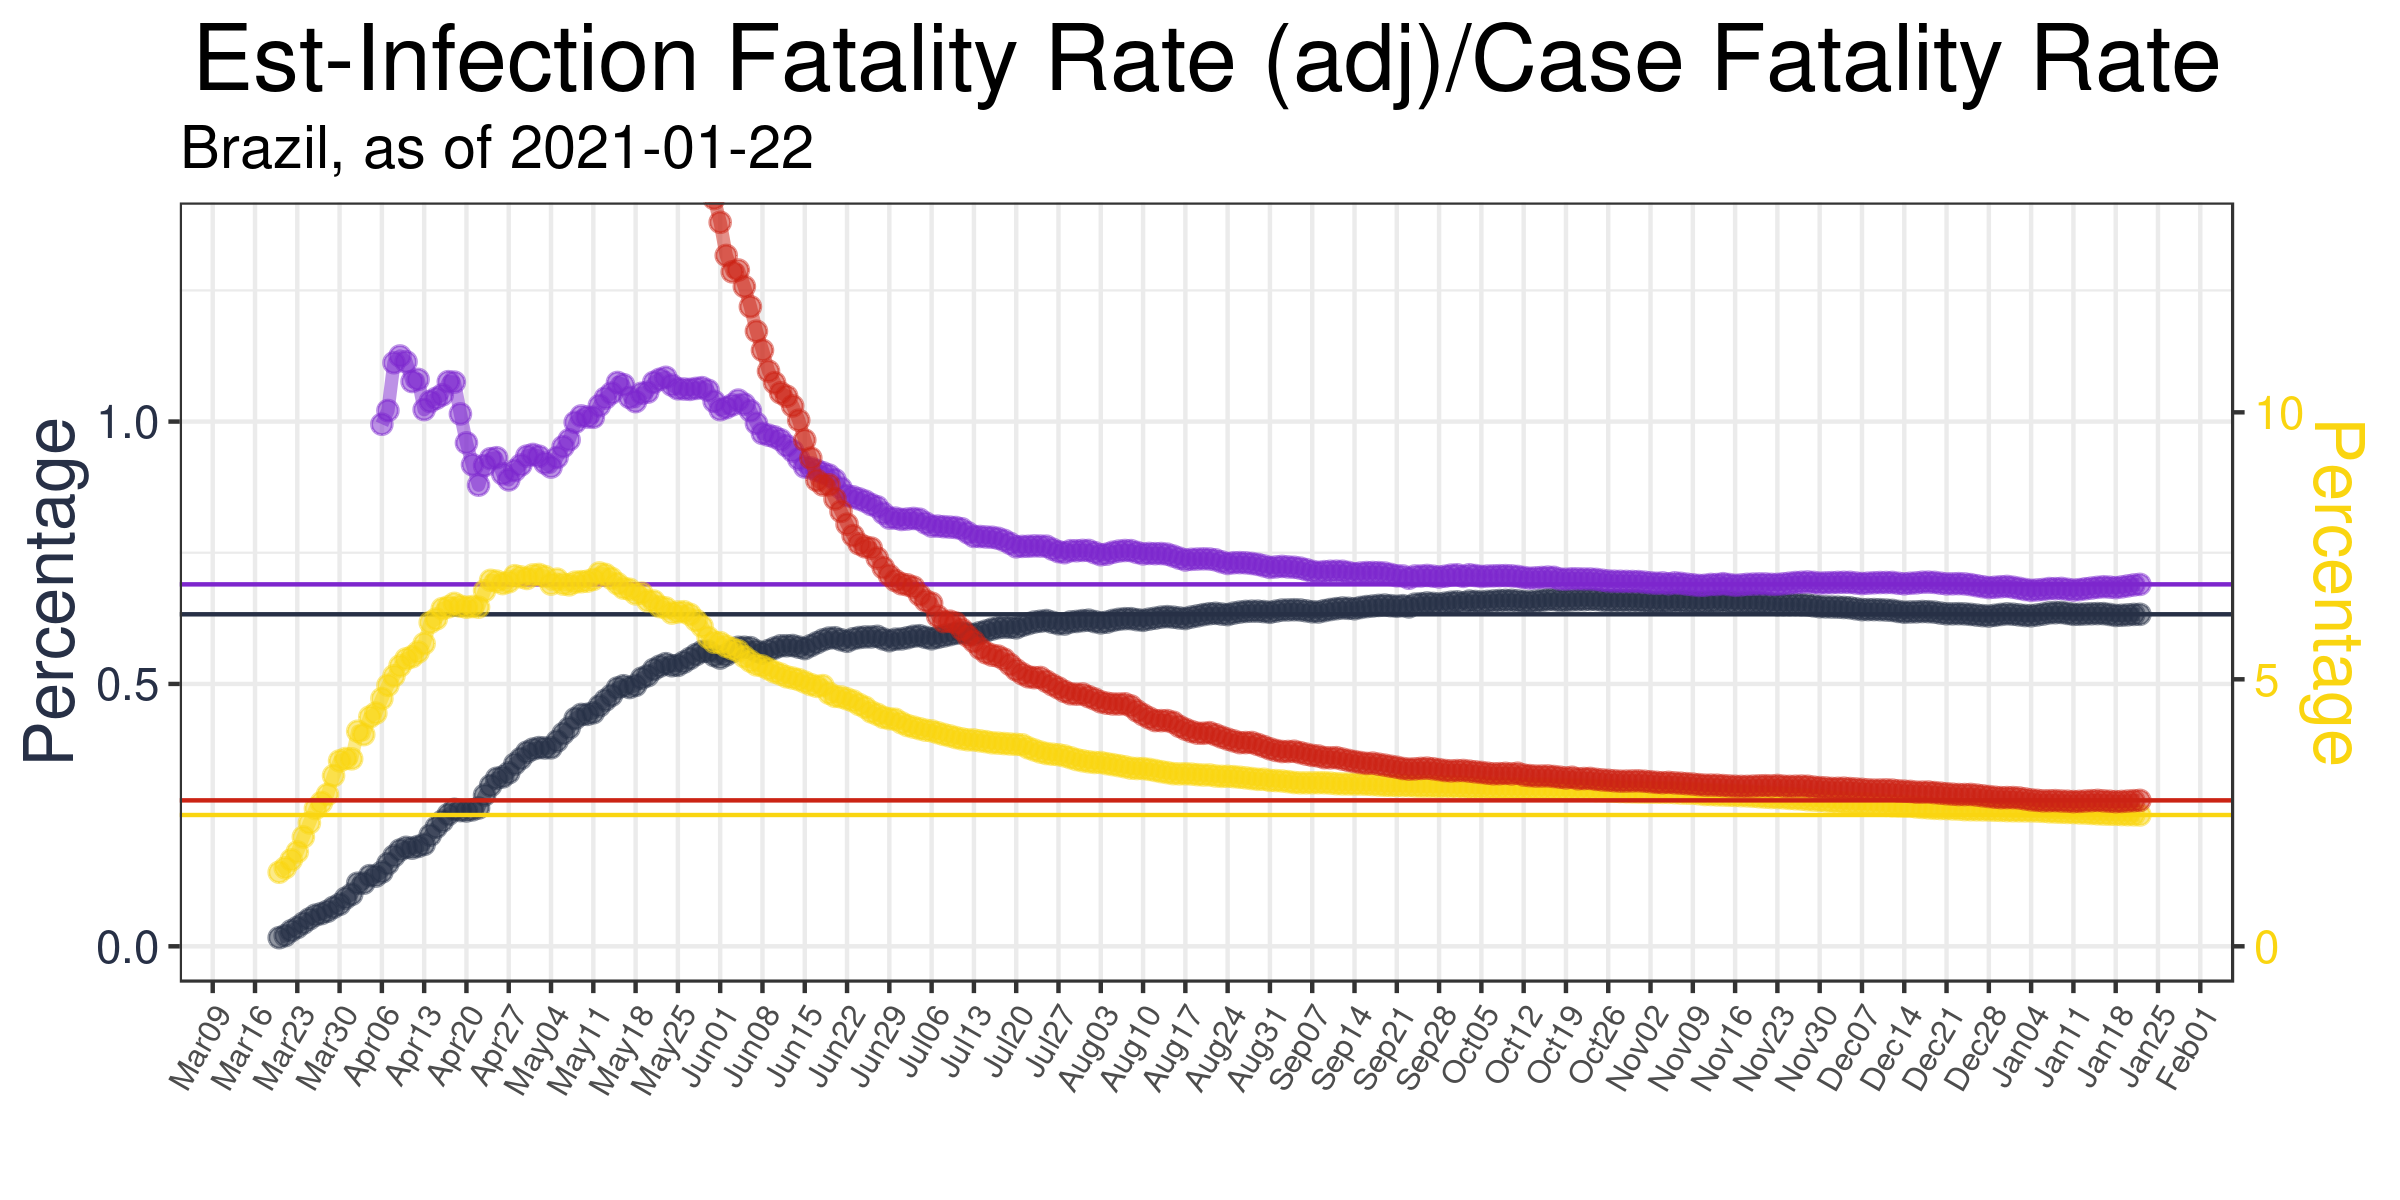 Est-Infection Fatality Rate (adj)/Case Fatality Rate
Brazil, as of 2021-01-22
Percentage
1.0
0.5
0.0
10
5
0
Percentage
Mar09
Mar16
Mar23
Mar30
Apr06
Apr13
Apr20
Apr27
May04
May11
May18
May25
Jun01
Jun08
Jun15
Jun22
Jun29
Jul06
Jul13
Jul20
Jul27
Aug03
Aug10
Aug17
Aug24
Aug31
Sep07
Sep14
Sep21
Sep28
Oct05
Oct12
Oct19
Oct26
Nov02
Nov09
Nov16
Nov23
Nov30
Dec07
Dec14
Dec21
Dec28
Jan04
Jan11
Jan18
Jan25
Feb01